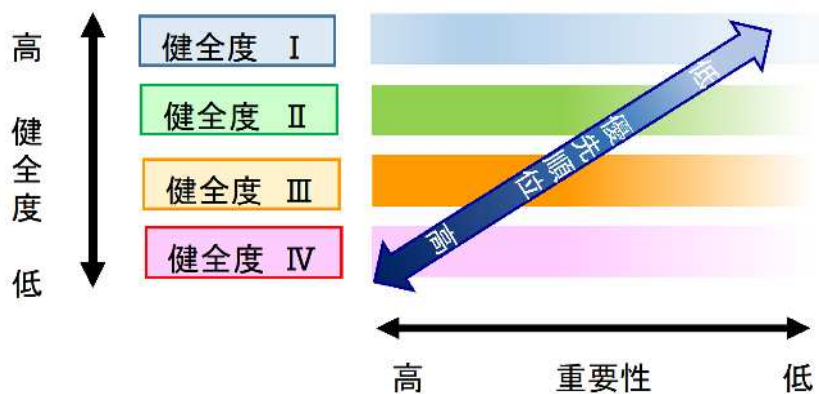 高
健全度
低
健全度 Ⅰ
健全度 Ⅱ
健全度 Ⅲ
健全度 Ⅳ
低 優先順位 高
高 重要性 低